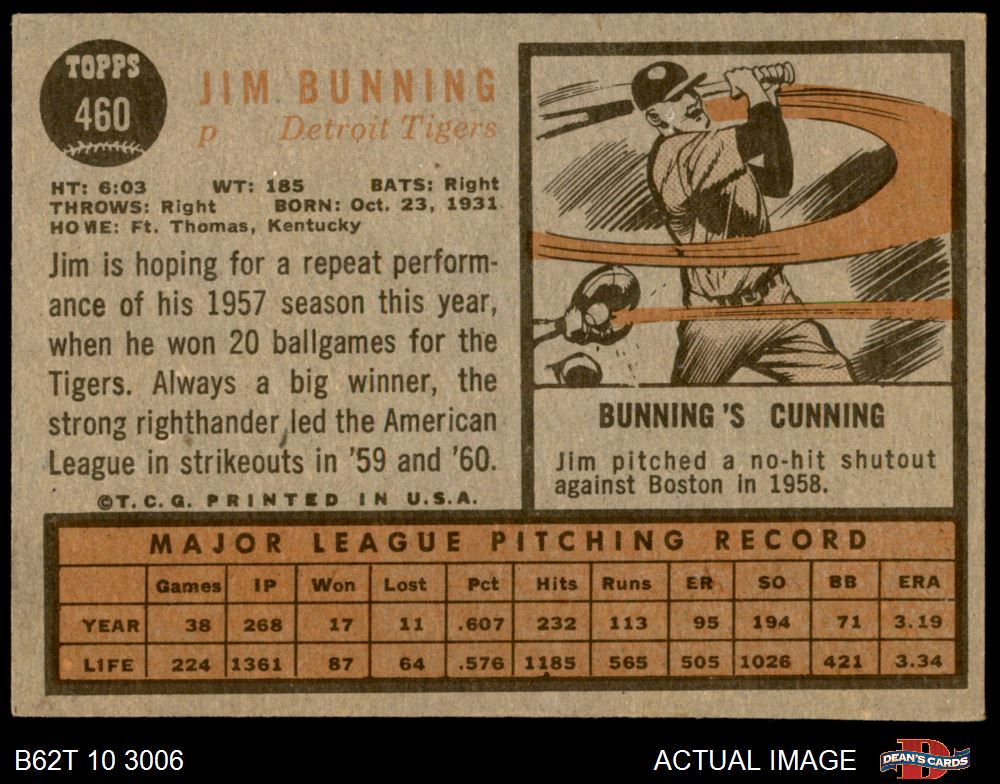 TOPPS
460
JIM BUNNING
p Detroit Tigers
HT: 6:03 WT: 185 BATS: Right
THROWS: Right BORN: Oct. 23, 1931
HOME: Ft. Thomas, Kentucky
Jim is hoping for a repeat perform-
ance of his 1957 season this year,
when he won 20 ballgames for the
Tigers. Always a big winner, the
strong righthander led the American
League in strikeouts in '59 and '60.
©T.C.G. PRINTED IN U.S.A.
BUNNING'S CUNNING
Jim pitched a no-hit shutout
against Boston in 1958.
MAJOR LEAGUE PITCHING RECORD
Games IP Won Lost Pct Hits Runs ER SO BB ERA
YEAR 38 268 17 11 .607 232 113 95 194 71 3.19
LIFE 224 1361 87 64 .576 1185 565 505 1026 421 3.34
B62T 10 3006 ACTUAL IMAGE DEAN'S CARDS